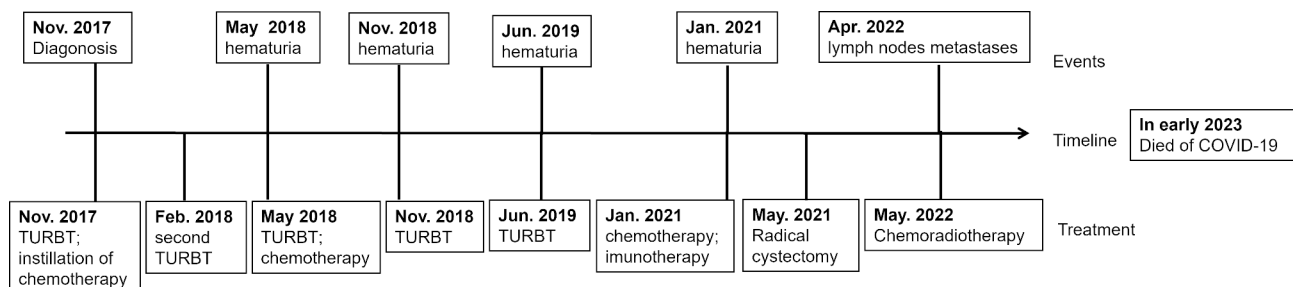 Nov. 2017
Diagonosis
May 2018
hematuria
Nov. 2018
hematuria
Jun. 2019
hematuria
Jan. 2021
hematuria
Apr. 2022
lymph nodes metastases
Events
Timeline
In early 2023
Died of COVID-19
Nov. 2017
TURBT;
instillation of
chemotherapy
Feb. 2018
second
TURBT
May 2018
TURBT;
chemotherapy
Nov. 2018
TURBT
Jun. 2019
TURBT
Jan. 2021
chemotherapy;
imunotherapy
May. 2021
Radical
cystectomy
May. 2022
Chemoradiotherapy
Treatment